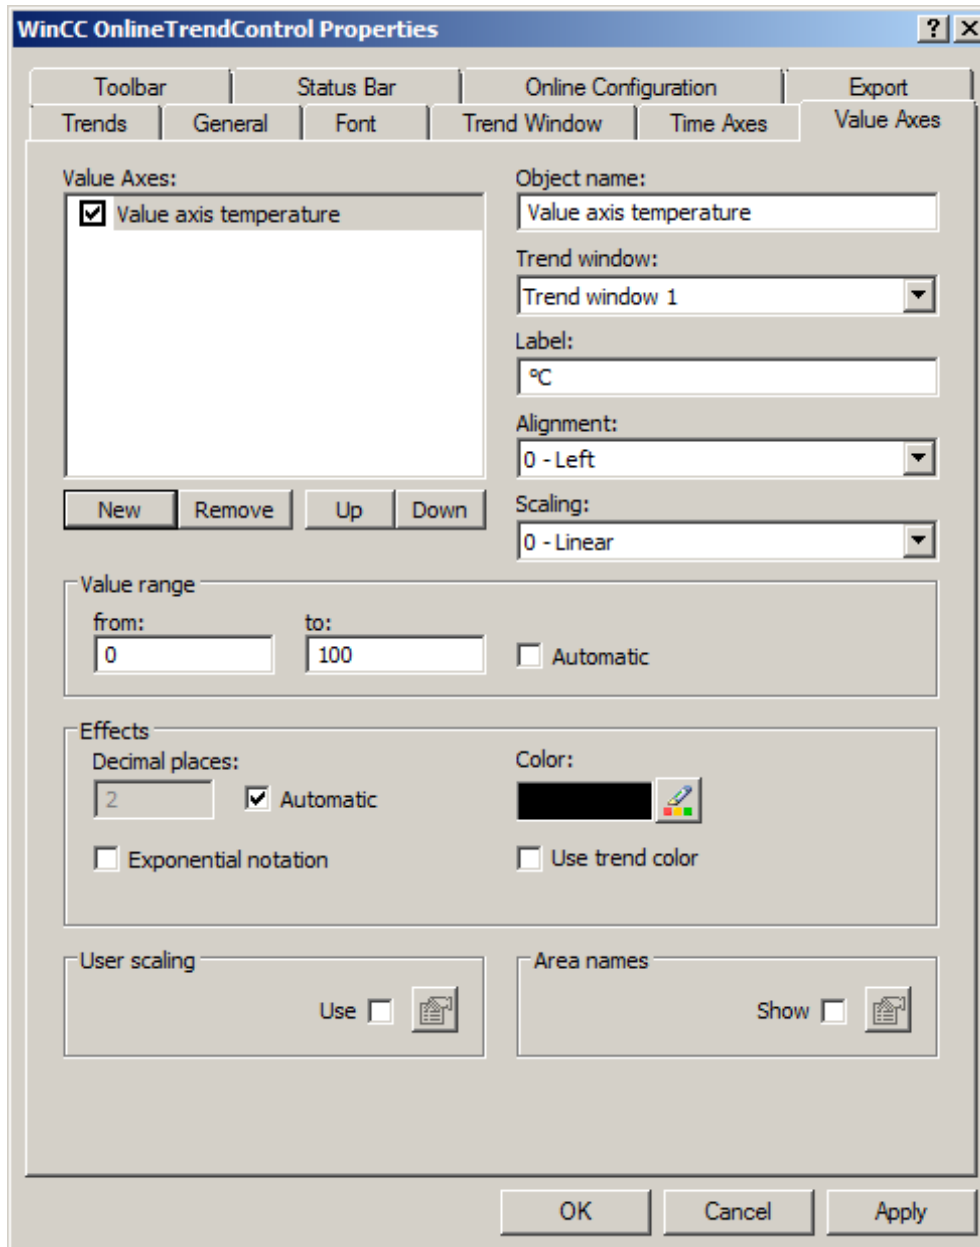 WinCC OnlineTrendControl Properties
Toolbar Status Bar Online Configuration Export
Trends General Font Trend Window Time Axes Value Axes
Value Axes:
Value axis temperature
New Remove Up Down
Object name:
Value axis temperature
Trend window:
Trend window 1
Label:
°C
Alignment:
0 - Left
Scaling:
0 - Linear
Value range
from: to:
0 100 Automatic
Effects
Decimal places: Color:
2 Automatic
Exponential notation Use trend color
User scaling Area names
Use Show
OK Cancel Apply